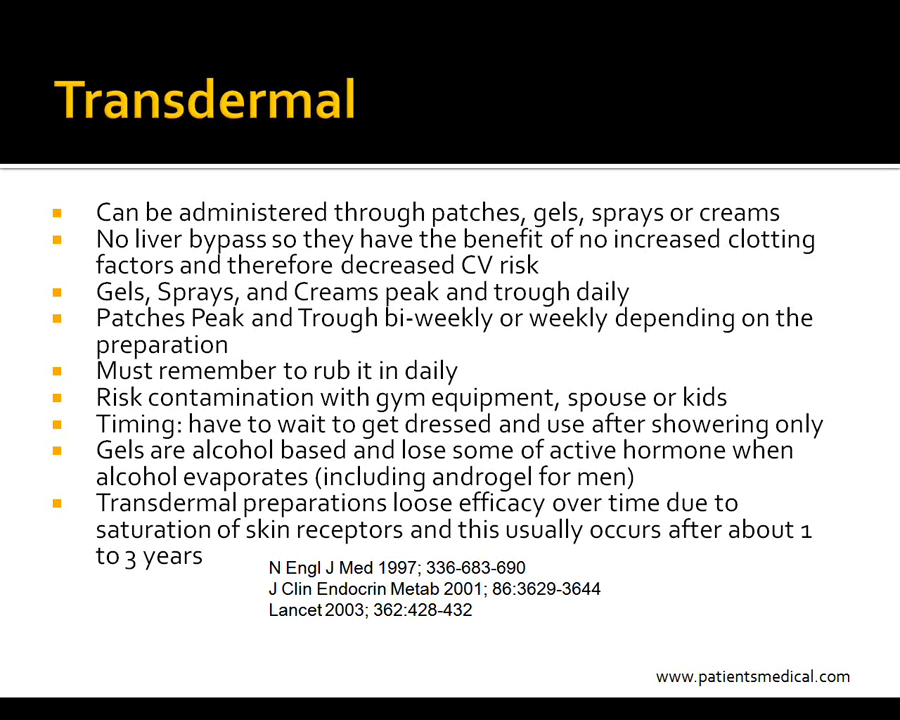 Transdermal
Can be administered through patches, gels, sprays or creams
No liver bypass so they have the benefit of no increased clotting
factors and therefore decreased CV risk
Gels, Sprays, and Creams peak and trough daily
Patches Peak and Trough bi-weekly or weekly depending on the
preparation
Must remember to rub it in daily
Risk contamination with gym equipment, spouse or kids
Timing: have to wait to get dressed and use after showering only
Gels are alcohol based and lose some of active hormone when
alcohol evaporates (including androgel for men)
Transdermal preparations loose efficacy over time due to
saturation of skin receptors and this usually occurs after about 1
to 3 years
N Engl J Med 1997; 336-683-690
J Clin Endocrin Metab 2001; 86:3629-3644
Lancet 2003; 362:428-432
www.patientsmedical.com